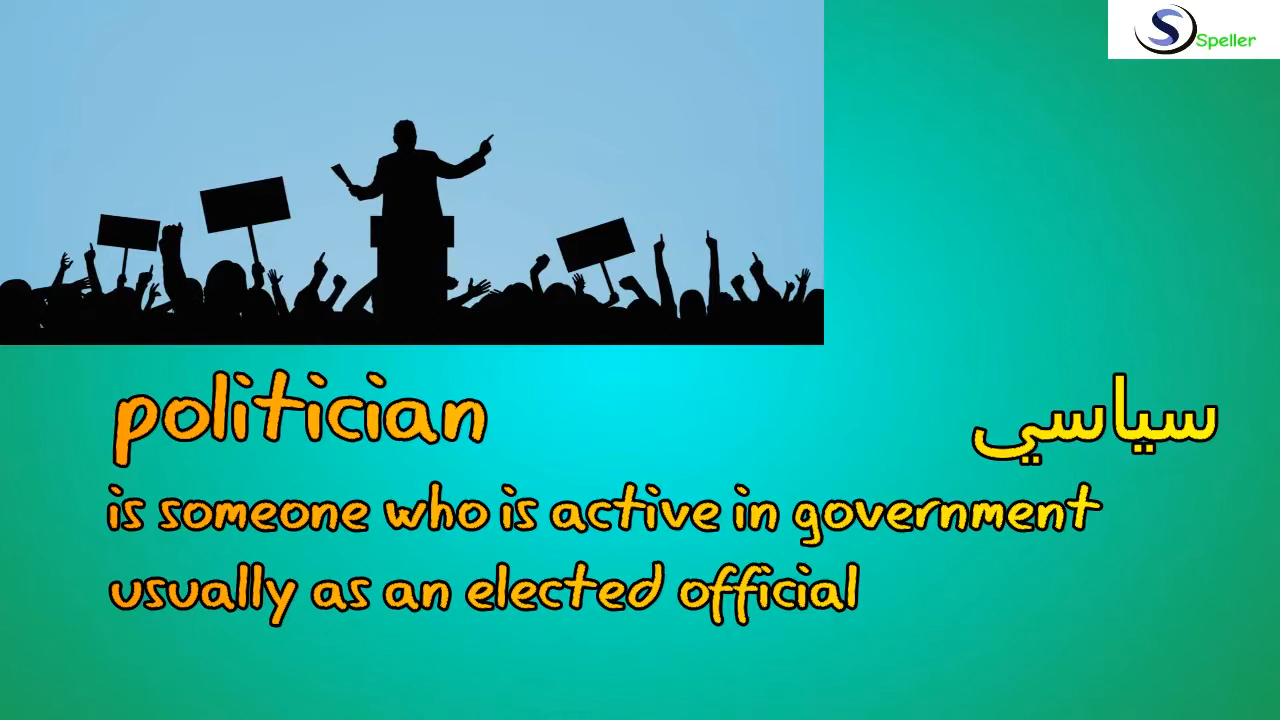 Speller
politician
سياسي
is someone who is active in government
usually as an elected official